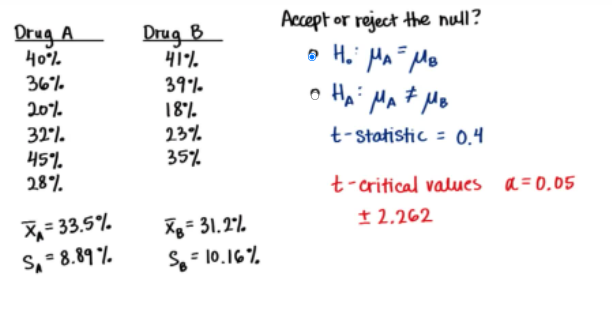 Drug A
40%
36%
20%
32%
45%
28%
x̄A = 33.5%
SA = 8.89%
Drug B
41%
39%
18%
23%
35%
x̄B = 31.2%
SB = 10.16%
Accept or reject the null?
H₀: μA = μB
HA: μA ≠ μB
t-statistic = 0.4
t-critical values α = 0.05
± 2.262